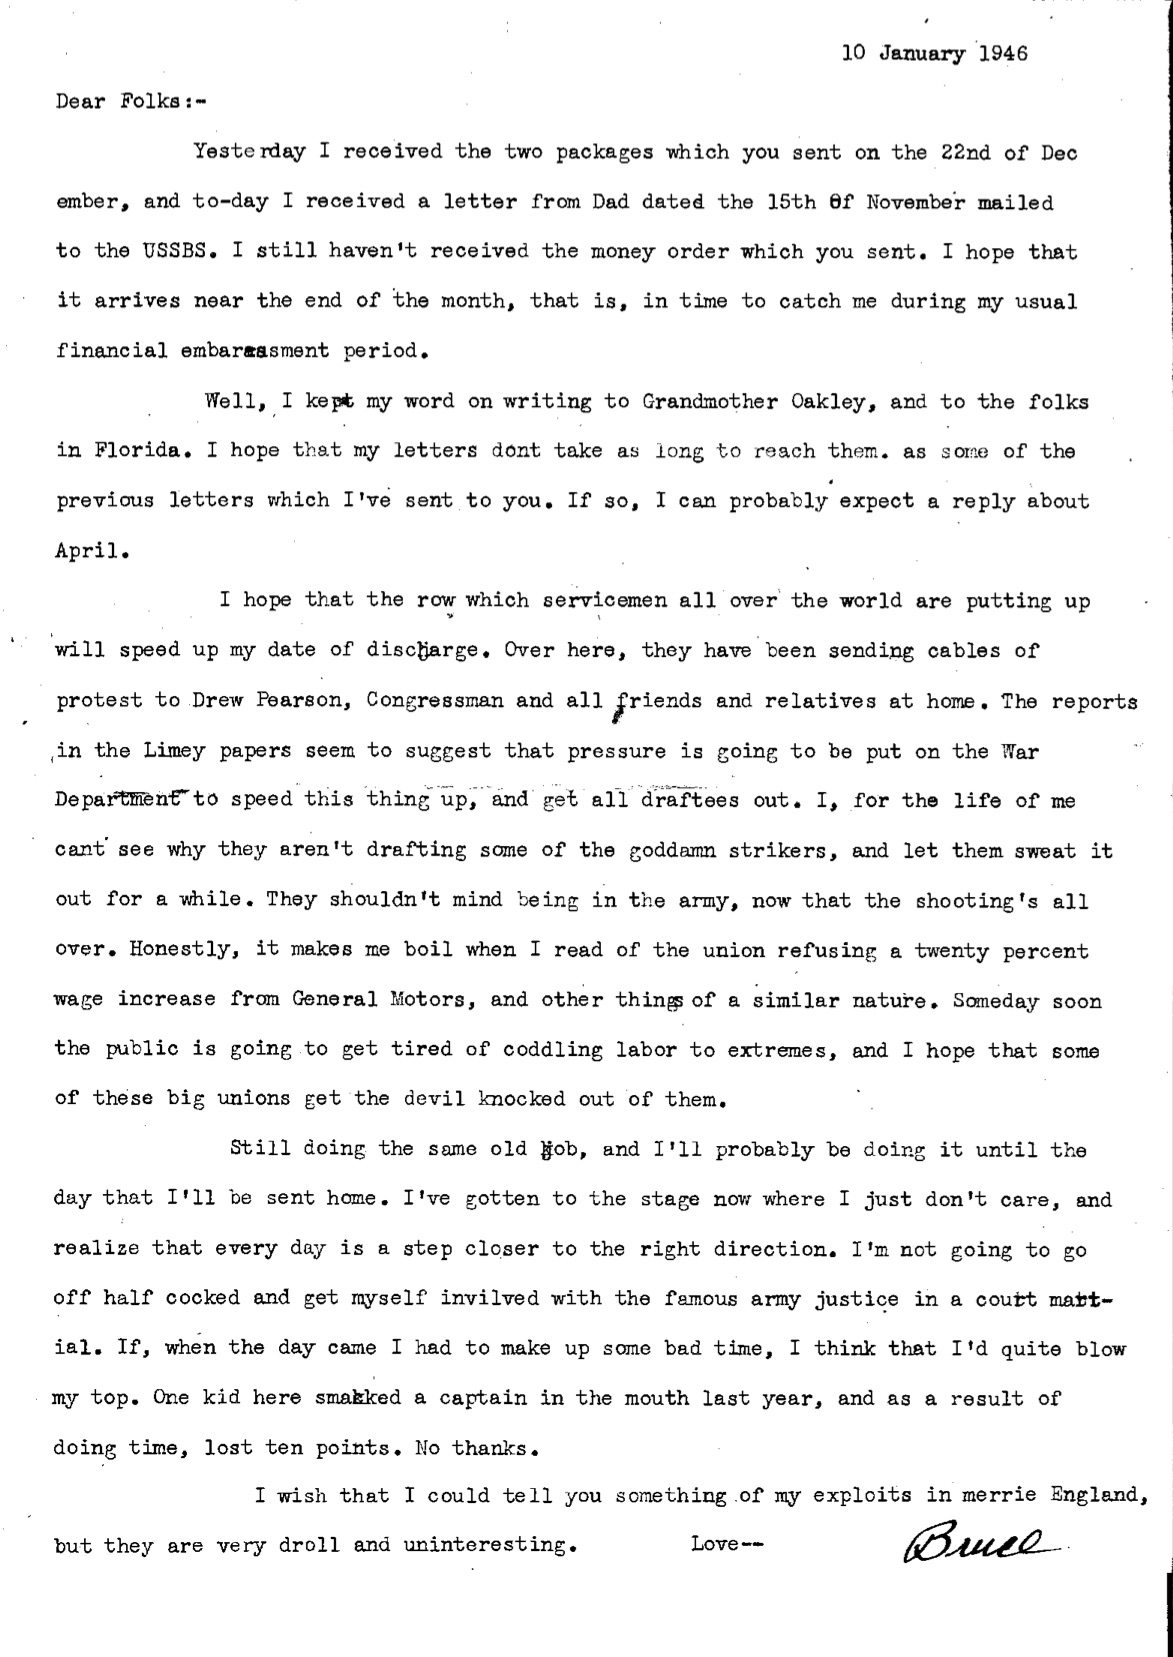 10 January 1946
Dear Folks:-
Yesterday I received the two packages which you sent on the 22nd of Dec
ember, and to-day I received a letter from Dad dated the 15th of November mailed
to the USSBS. I still haven't received the money order which you sent. I hope that
it arrives near the end of the month, that is, in time to catch me during my usual
financial embarassment period.
Well, I kept my word on writing to Grandmother Oakley, and to the folks
in Florida. I hope that my letters dont take as long to reach them. as some of the
previous letters which I've sent to you. If so, I can probably expect a reply about
April.
I hope that the row which servicemen all over the world are putting up
will speed up my date of discharge. Over here, they have been sending cables of
protest to Drew Pearson, Congressman and all friends and relatives at home. The reports
in the Limey papers seem to suggest that pressure is going to be put on the War
Department to speed this thing up, and get all draftees out. I, for the life of me
cant see why they aren't drafting some of the goddamn strikers, and let them sweat it
out for a while. They shouldn't mind being in the army, now that the shooting's all
over. Honestly, it makes me boil when I read of the union refusing a twenty percent
wage increase from General Motors, and other things of a similar nature. Someday soon
the public is going to get tired of coddling labor to extremes, and I hope that some
of these big unions get the devil knocked out of them.
Still doing the same old job, and I'll probably be doing it until the
day that I'll be sent home. I've gotten to the stage now where I just don't care, and
realize that every day is a step closer to the right direction. I'm not going to go
off half cocked and get myself invilved with the famous army justice in a court mart-
ial. If, when the day came I had to make up some bad time, I think that I'd quite blow
my top. One kid here smakked a captain in the mouth last year, and as a result of
doing time, lost ten points. No thanks.
I wish that I could tell you something of my exploits in merrie England,
but they are very droll and uninteresting. Love-- Bruce